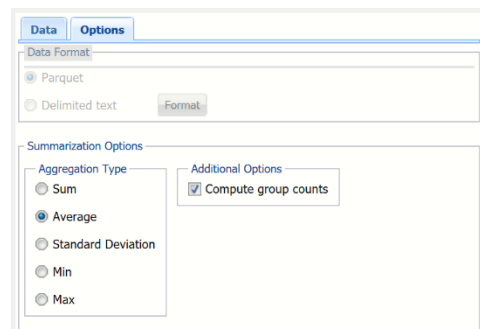 Data Options
Data Format
Parquet
Delimited text Format
Summarization Options
Aggregation Type Additional Options
Sum Compute group counts
Average
Standard Deviation
Min
Max